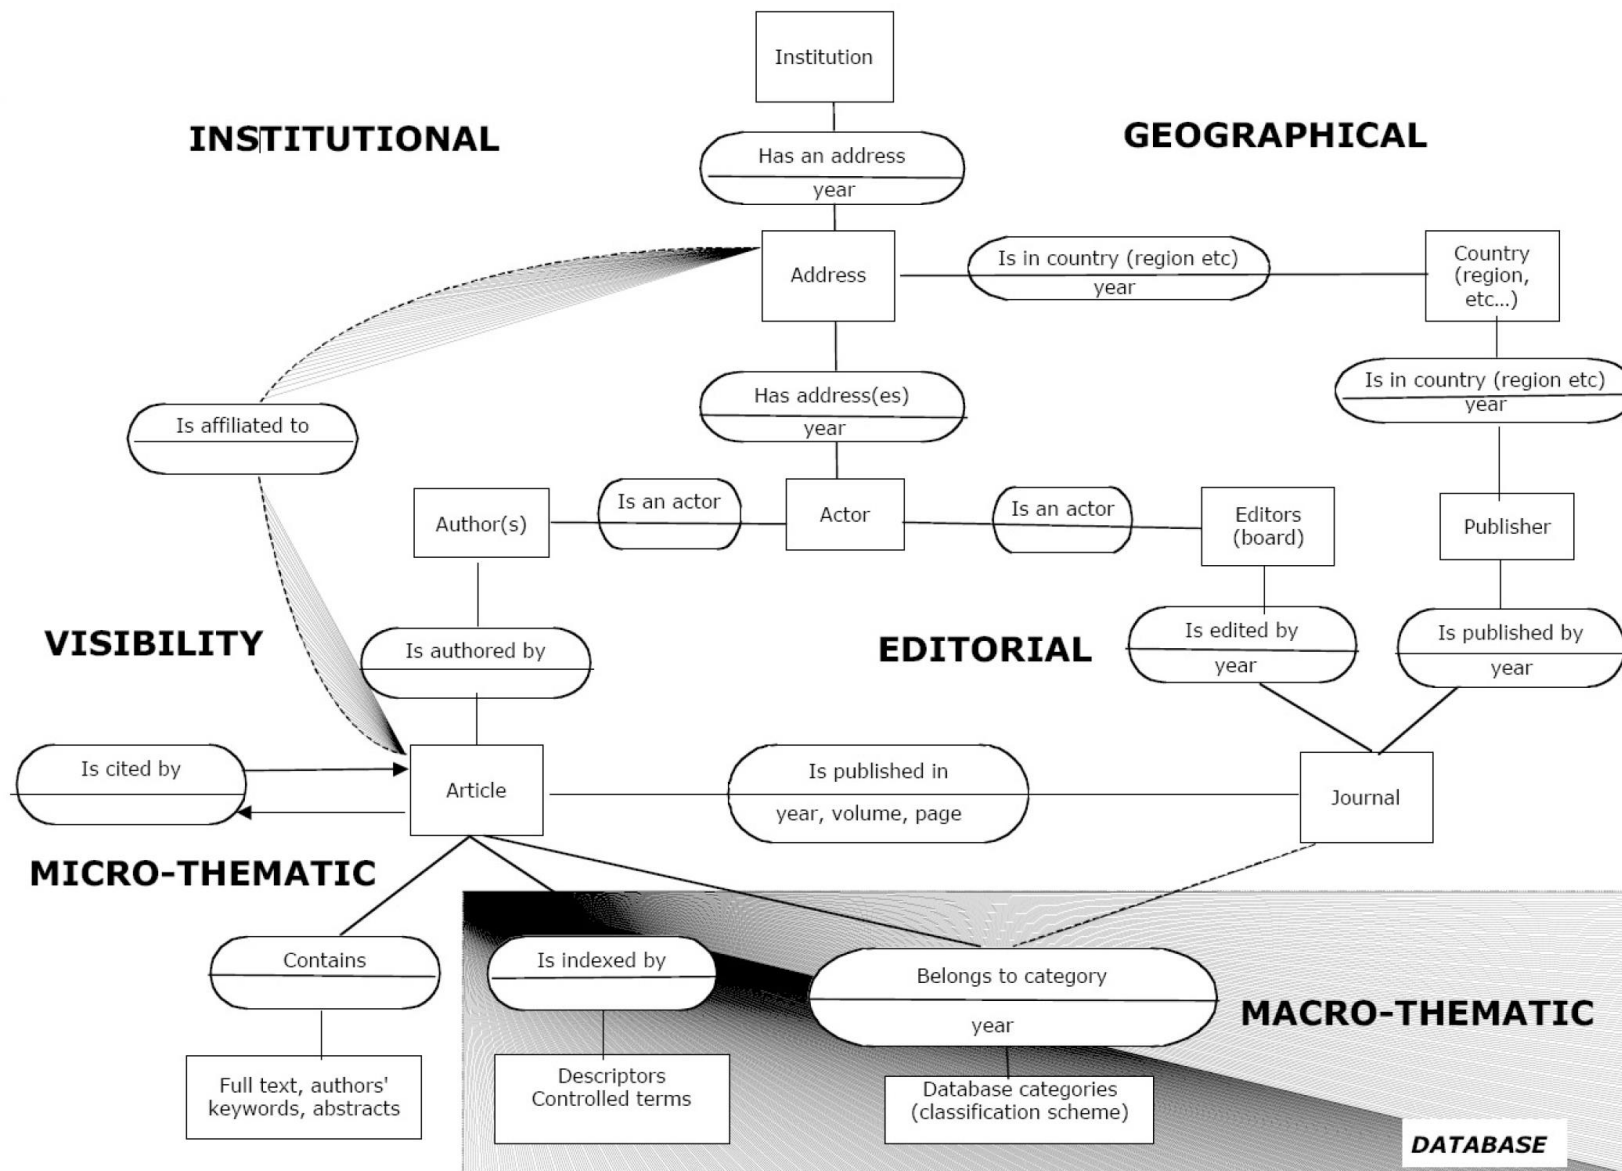 Institution
INSTITUTIONAL
GEOGRAPHICAL
Has an address
year
Address
Is in country (region etc)
year
Country
(region,
etc...)
Is in country (region etc)
year
Has address(es)
year
Is affiliated to
Author(s)
Is an actor
Actor
Is an actor
Editors
(board)
Publisher
VISIBILITY
Is authored by
EDITORIAL
Is edited by
year
Is published by
year
Is cited by
Article
Is published in
year, volume, page
Journal
MICRO-THEMATIC
Contains
Is indexed by
Belongs to category
year
MACRO-THEMATIC
Full text, authors'
keywords, abstracts
Descriptors
Controlled terms
Database categories
(classification scheme)
DATABASE